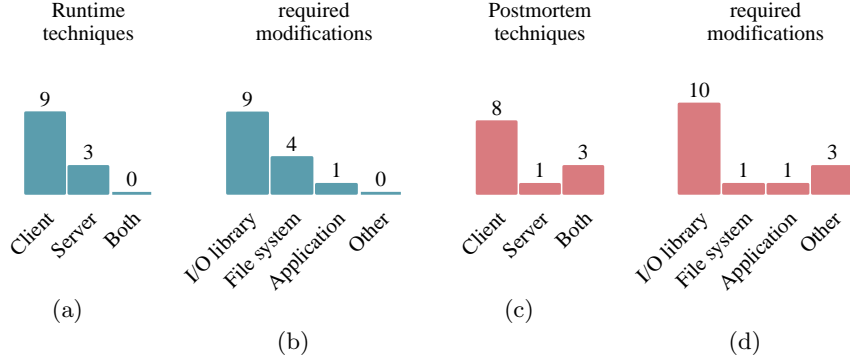 Runtime
techniques
9
3
0
Client
Server
Both
(a)
required
modifications
9
4
1
0
I/O library
File system
Application
Other
(b)
Postmortem
techniques
8
1
3
Client
Server
Both
(c)
required
modifications
10
1
1
3
I/O library
File system
Application
Other
(d)